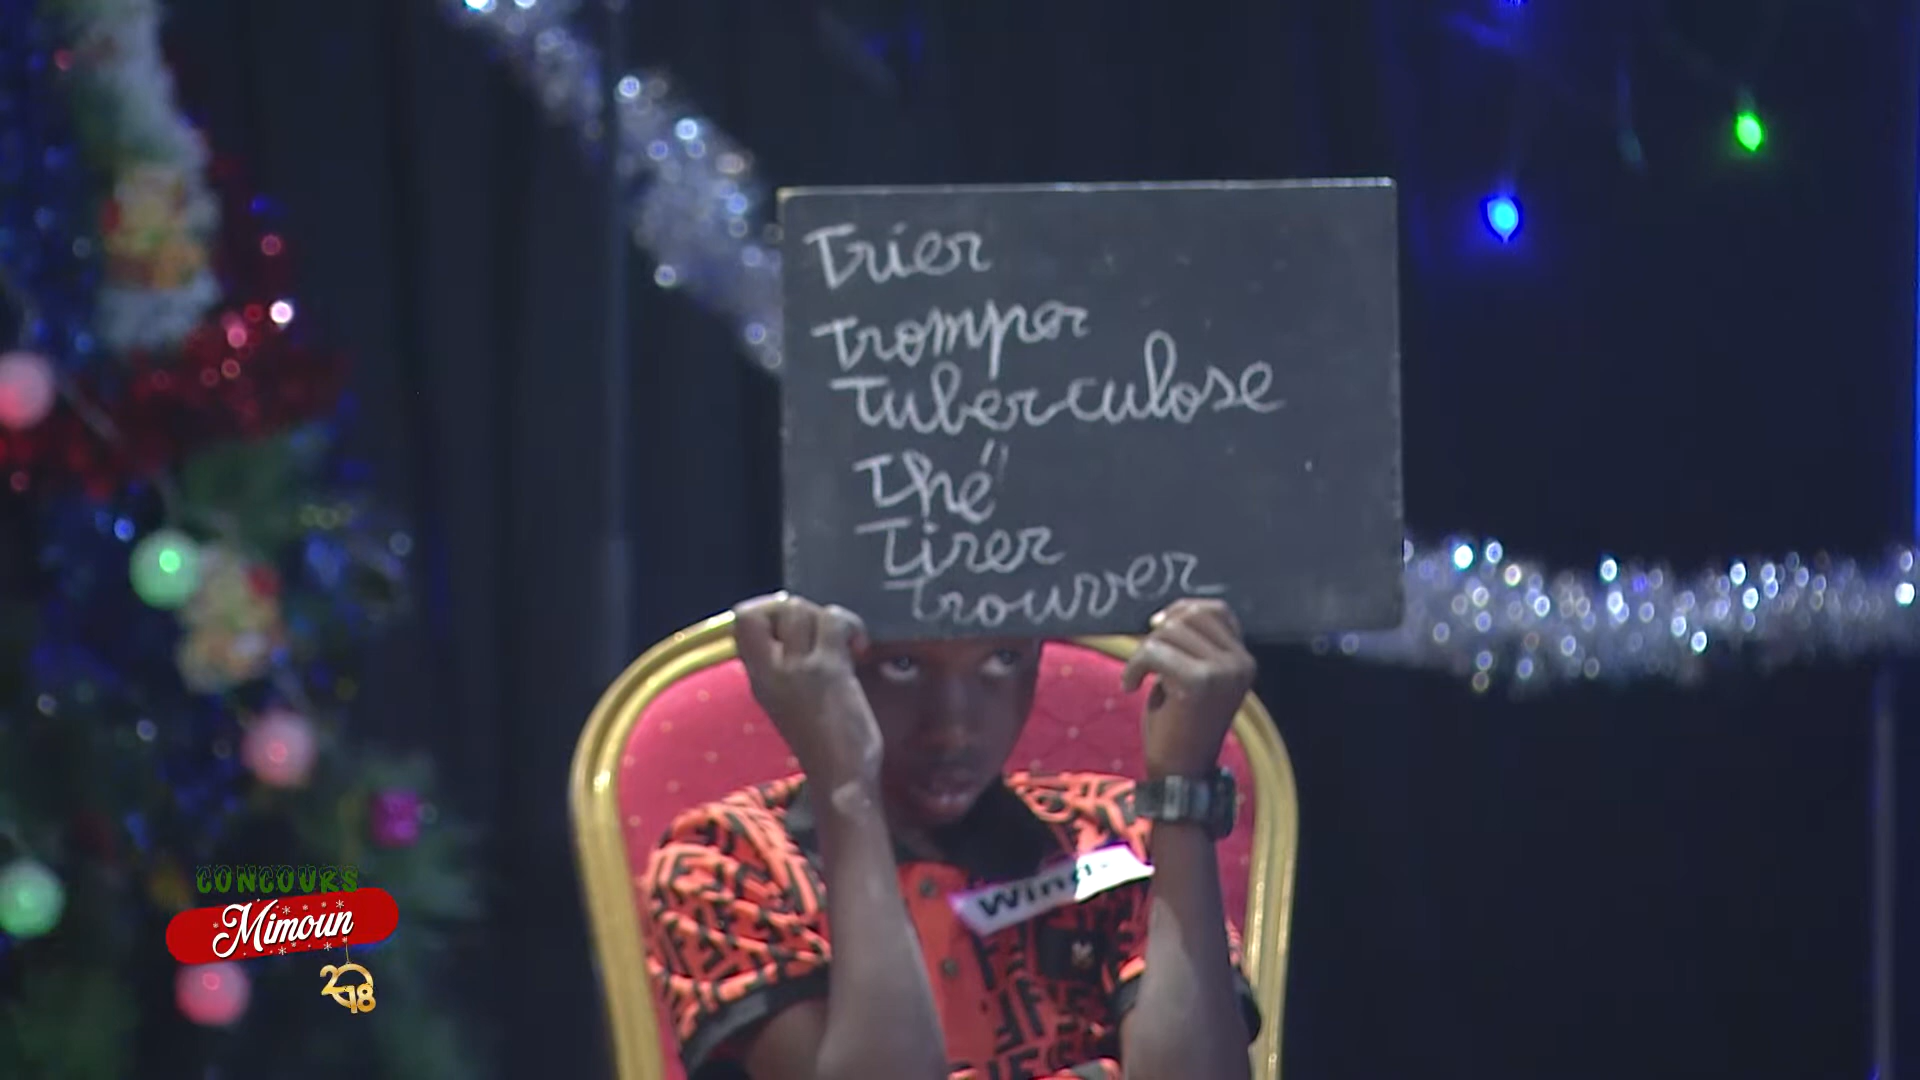 Trier
tromper
Tuberculose
Thé
Tirer
Trouver
CONCOURS
Mimoun
2018